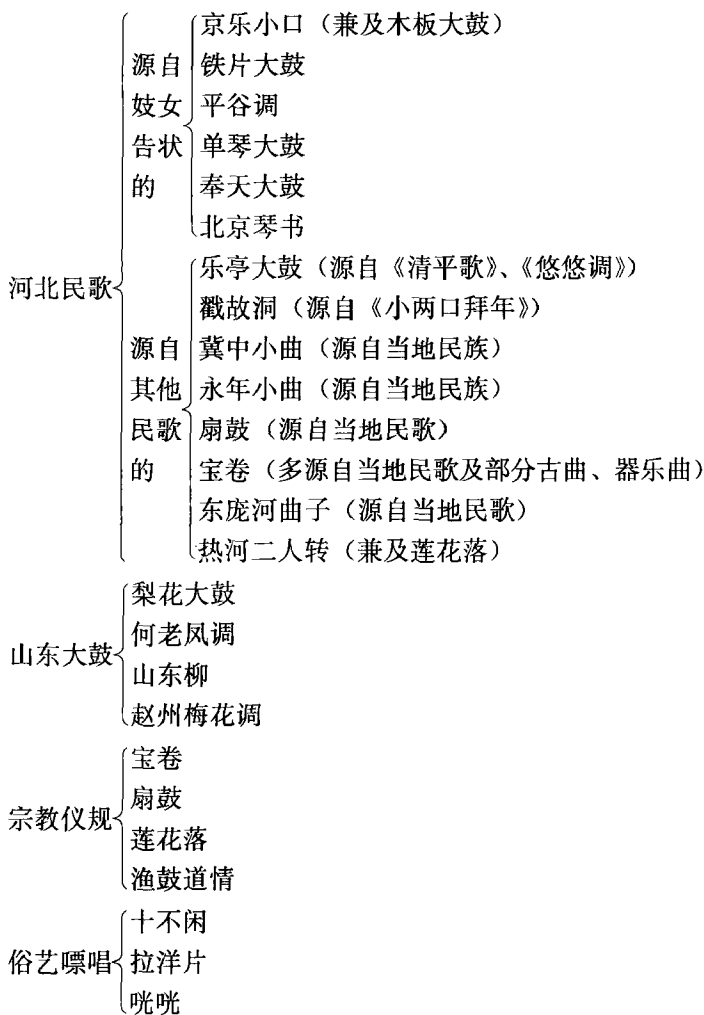 河北民歌
源自
妓女
告状
的
京乐小口（兼及木板大鼓）
铁片大鼓
平谷调
单琴大鼓
奉天大鼓
北京琴书
源自
其他
民歌
的
乐亭大鼓（源自《清平歌》、《悠悠调》）
戳故洞（源自《小两口拜年》）
冀中小曲（源自当地民族）
永年小曲（源自当地民族）
扇鼓（源自当地民歌）
宝卷（多源自当地民歌及部分古曲、器乐曲）
东庞河曲子（源自当地民歌）
热河二人转（兼及莲花落）
山东大鼓
梨花大鼓
何老凤调
山东柳
赵州梅花调
宗教仪规
宝卷
扇鼓
莲花落
渔鼓道情
俗艺嘌唱
十不闲
拉洋片
咣咣